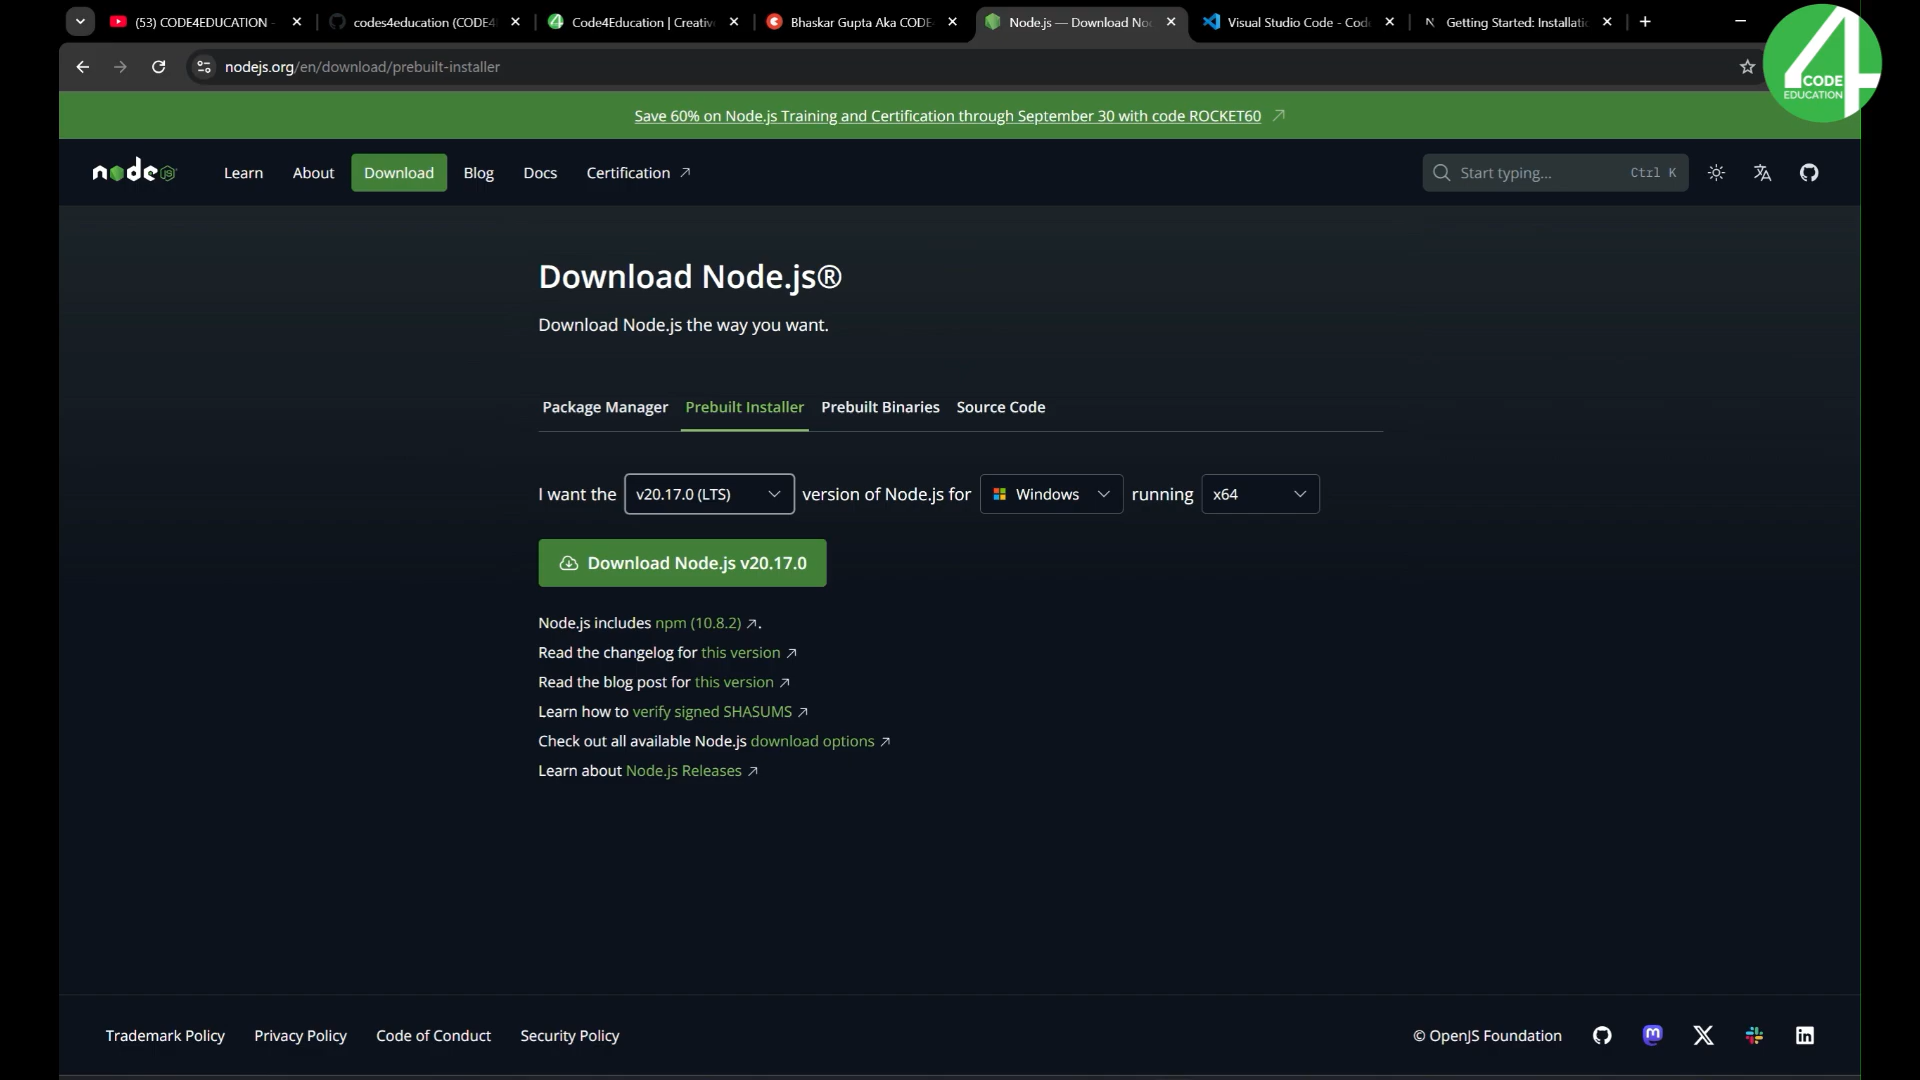 (53) CODE4EDUCATION -
codes4education (CODE4
Code4Education | Creativ
Bhaskar Gupta Aka CODE
Node.js — Download No
Visual Studio Code - Cod
Getting Started: Installati
nodejs.org/en/download/prebuilt-installer
4
CODE
EDUCATION
Save 60% on Node.js Training and Certification through September 30 with code ROCKET60
node JS
Learn
About
Download
Blog
Docs
Certification
Start typing...
Ctrl K
Download Node.js®
Download Node.js the way you want.
Package Manager
Prebuilt Installer
Prebuilt Binaries
Source Code
I want the v20.17.0 (LTS) version of Node.js for Windows running x64
Download Node.js v20.17.0
Node.js includes npm (10.8.2) .
Read the changelog for this version
Read the blog post for this version
Learn how to verify signed SHASUMS
Check out all available Node.js download options
Learn about Node.js Releases
Trademark Policy
Privacy Policy
Code of Conduct
Security Policy
© OpenJS Foundation